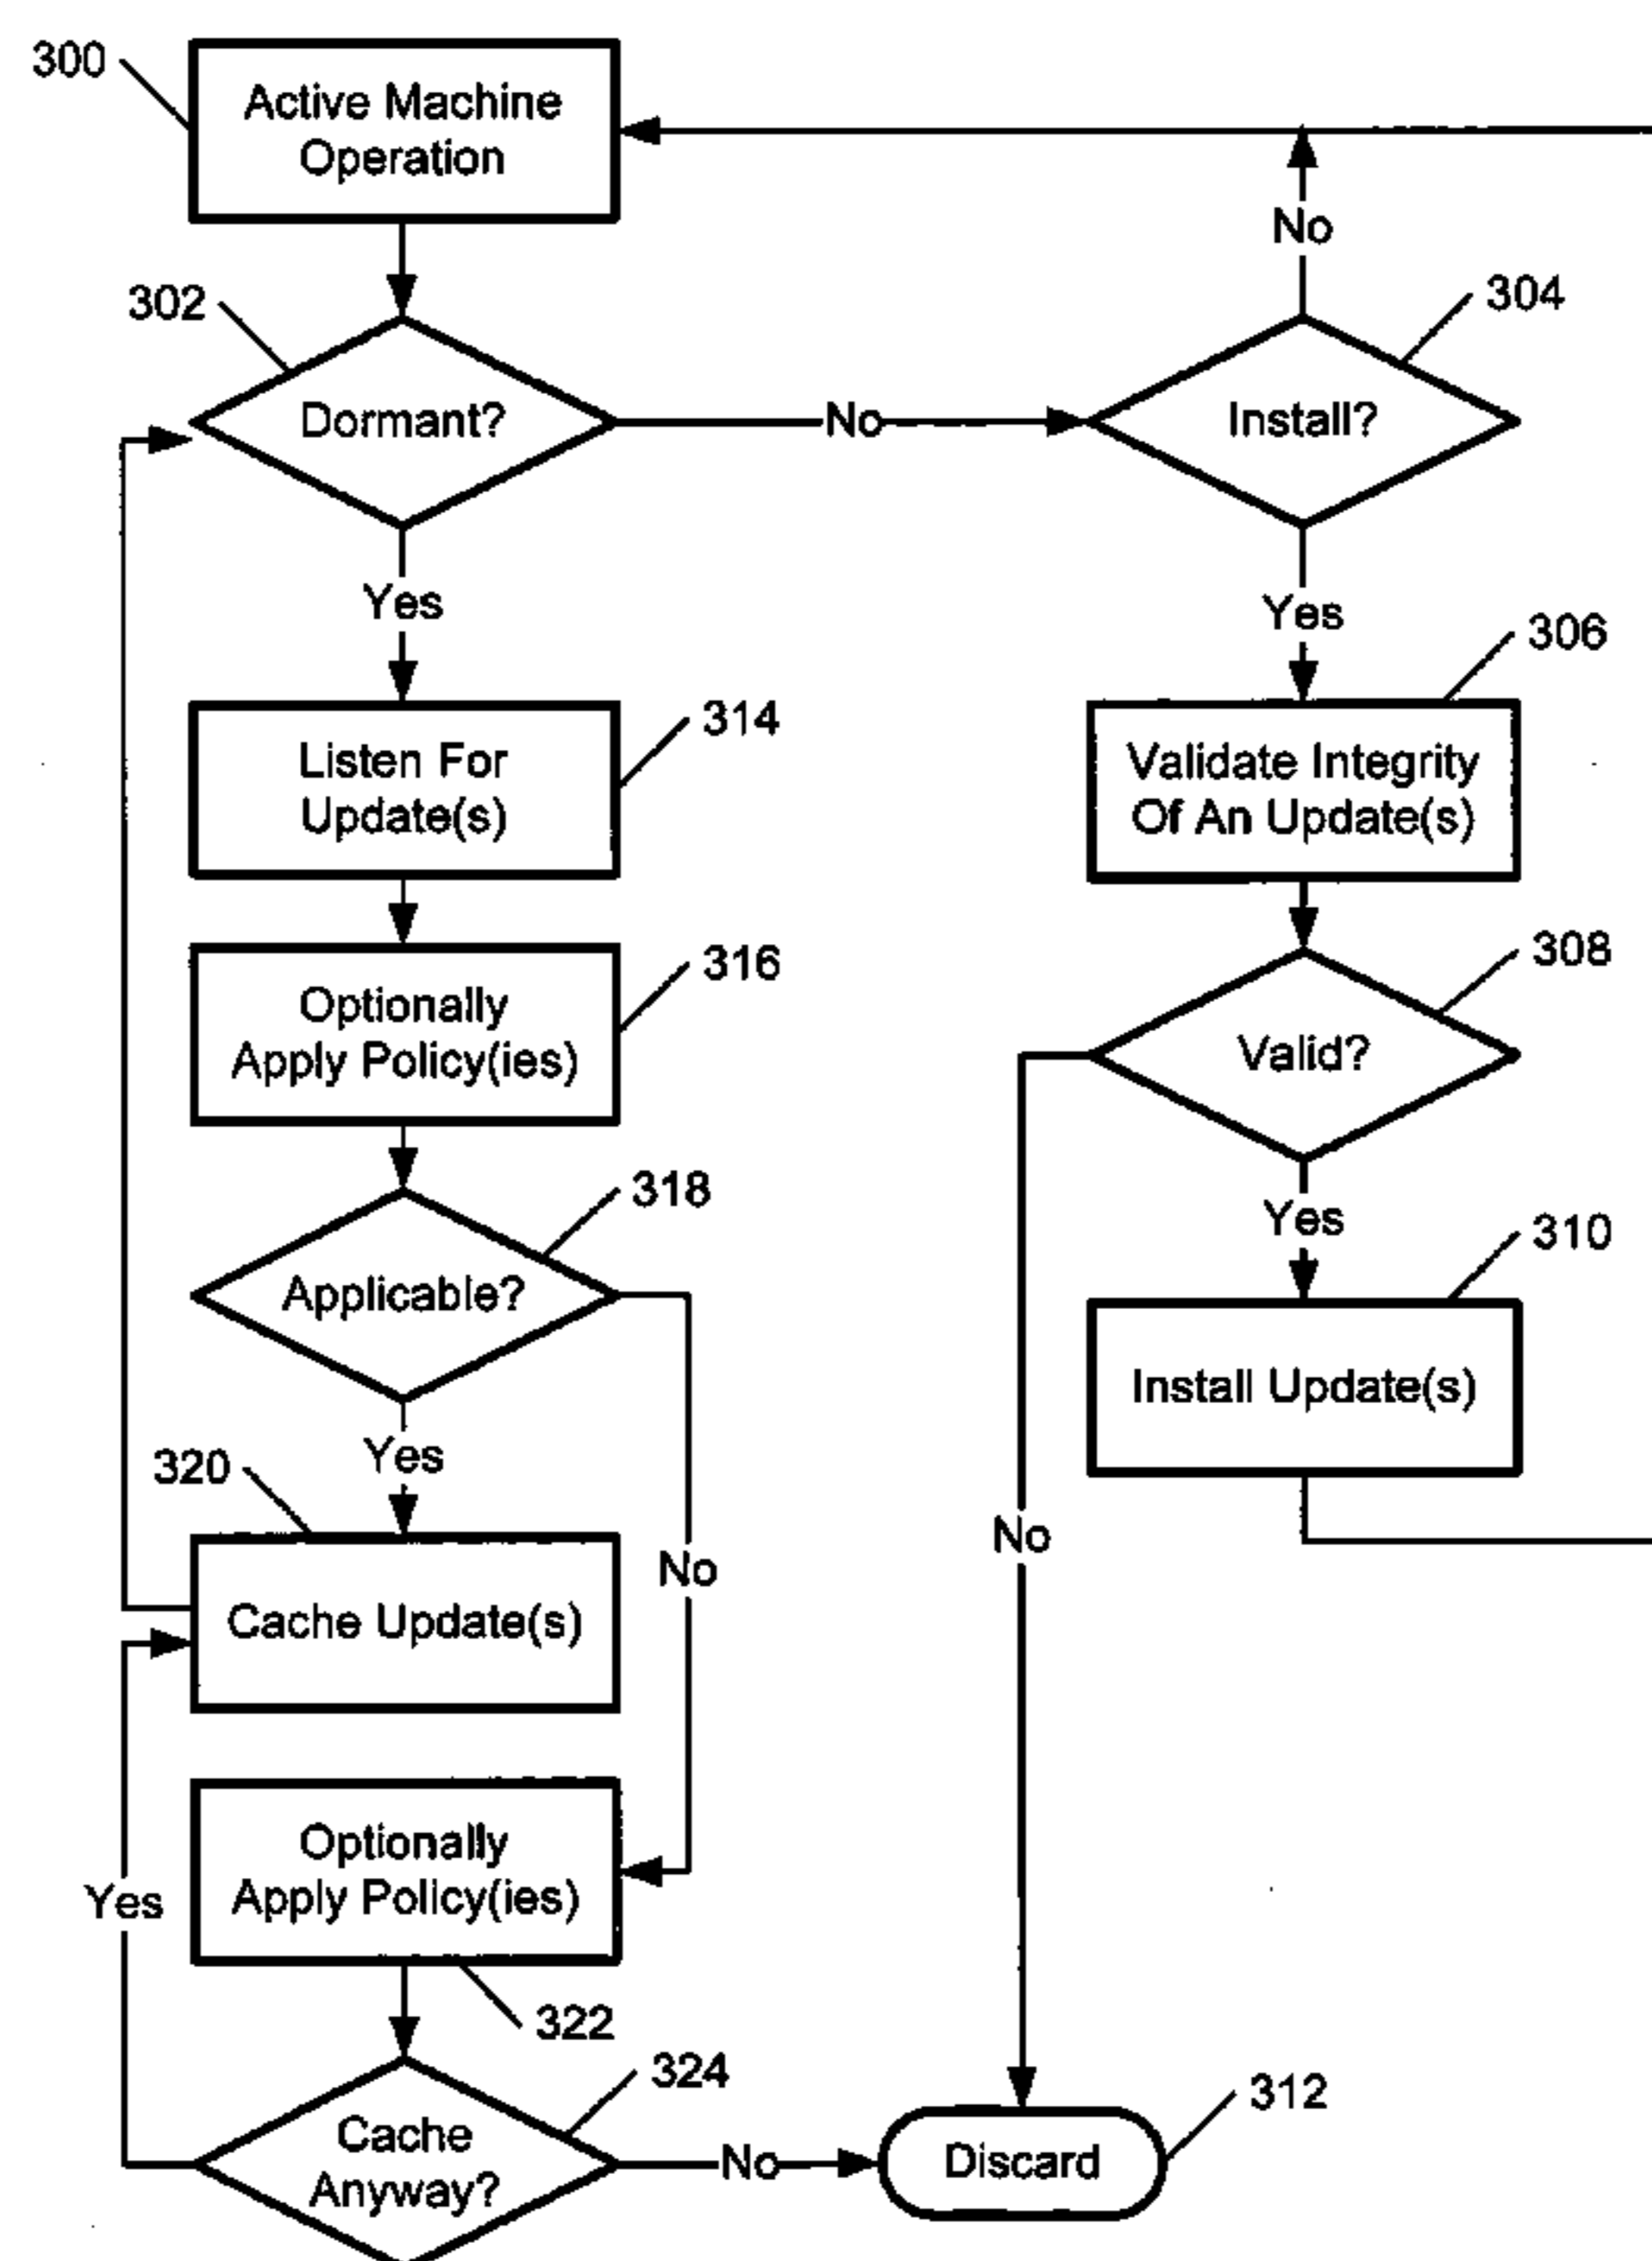 300
Active Machine
Operation
No
302
304
Dormant?
No
Install?
Yes
Yes
306
314
Listen For
Update(s)
Validate Integrity
Of An Update(s)
316
308
Optionally
Apply Policy(ies)
Valid?
318
Yes
310
Applicable?
Install Update(s)
Yes
320
No
No
Cache Update(s)
Optionally
Apply Policy(ies)
Yes
322
324
312
Cache
Anyway?
No
Discard